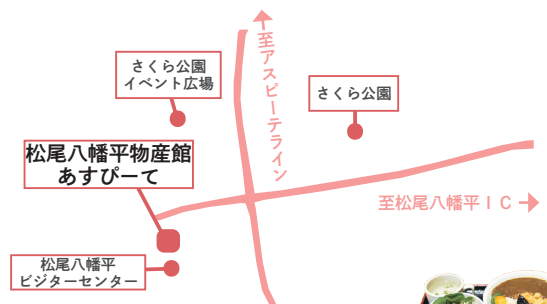 至アスピーテライン
さくら公園
イベント広場
さくら公園
松尾八幡平物産館
あすぴーて
至松尾八幡平IC
松尾八幡平
ビジターセンター